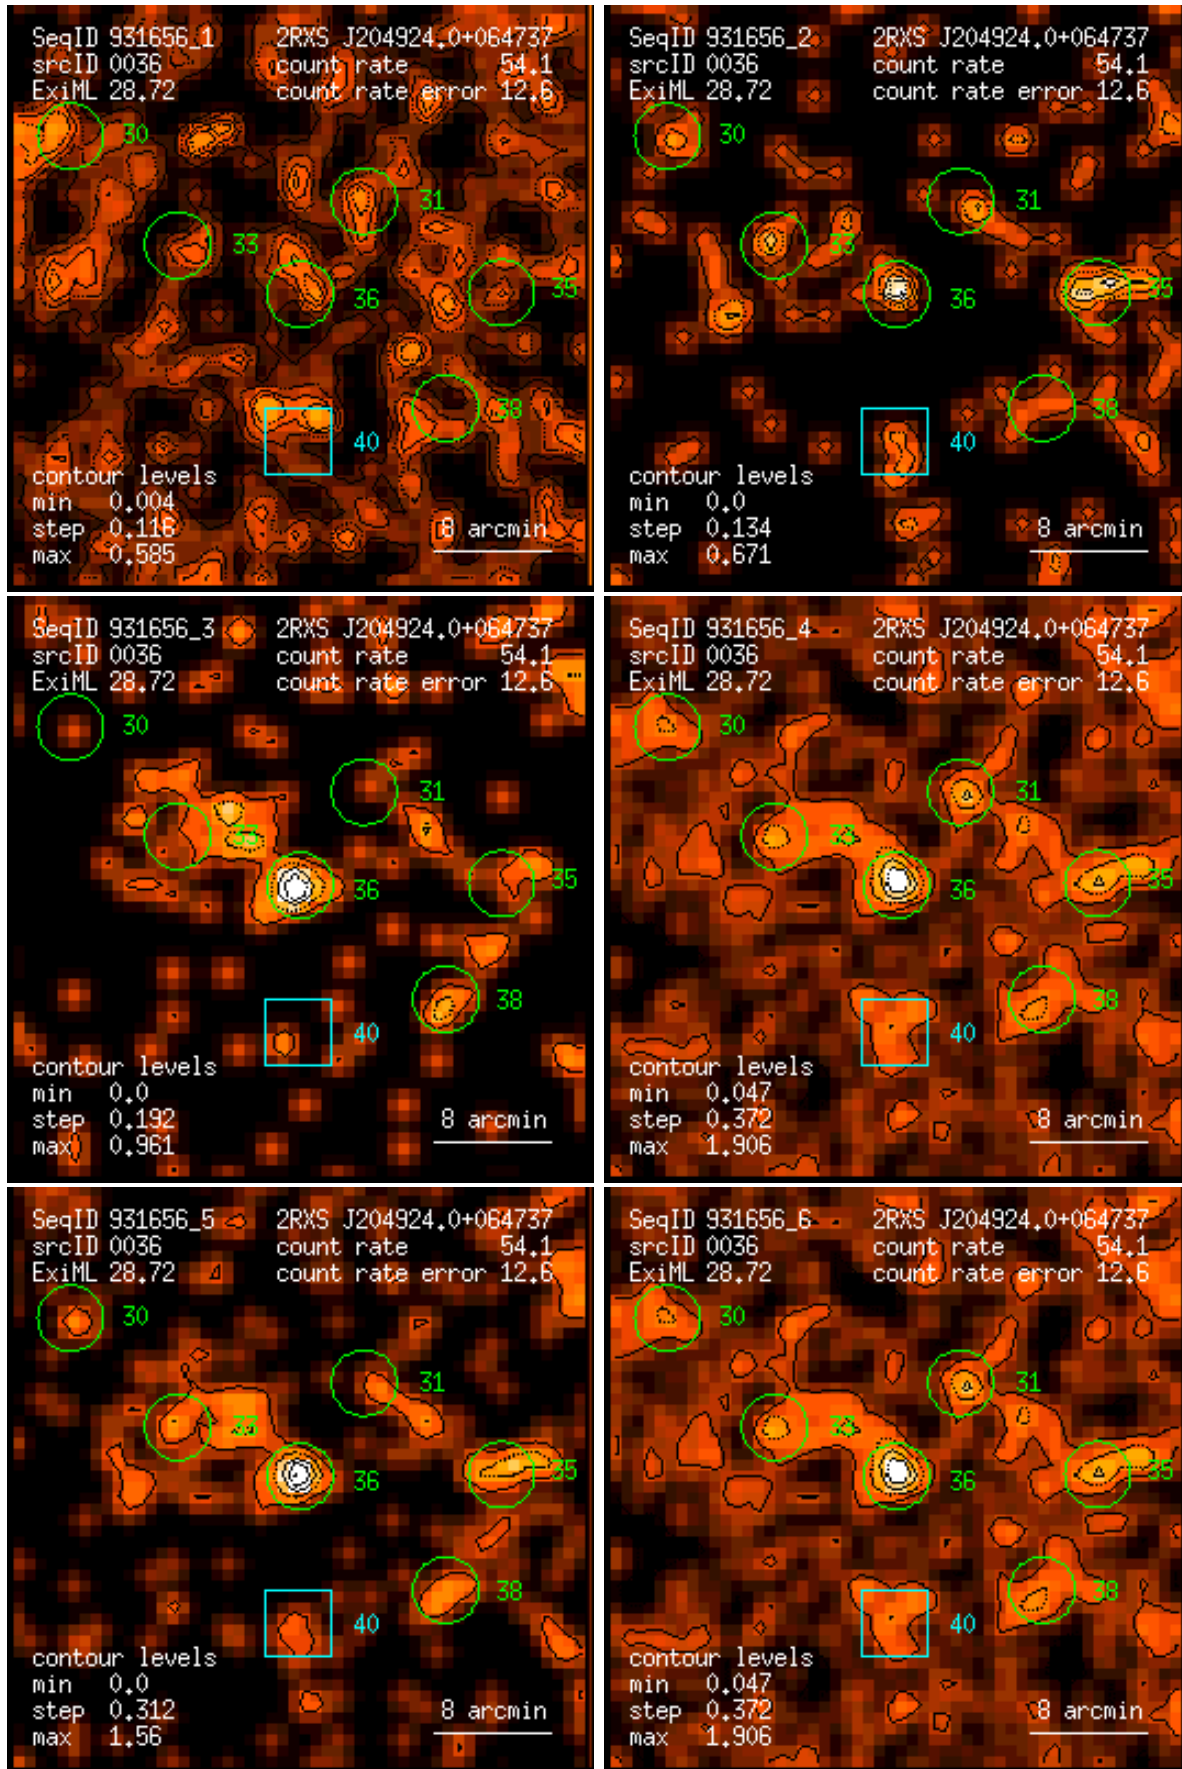 SeqID 931656_1 2RXS J204924.0+064737
srcID 0036 count rate 54.1
ExiML 28.72 count rate error 12.6
30
31
33
35
36
38
40
contour levels
min 0.004
step 0.116 8 arcmin
max 0.585
SeqID 931656_2 2RXS J204924.0+064737
srcID 0036 count rate 54.1
ExiML 28.72 count rate error 12.6
30
31
33
35
36
38
40
contour levels
min 0.0
step 0.134 8 arcmin
max 0.671
SeqID 931656_3 2RXS J204924.0+064737
srcID 0036 count rate 54.1
ExiML 28.72 count rate error 12.6
30
31
33
35
36
38
40
contour levels
min 0.0
step 0.192 8 arcmin
max 0.961
SeqID 931656_4 2RXS J204924.0+064737
srcID 0036 count rate 54.1
ExiML 28.72 count rate error 12.6
30
31
33
35
36
38
40
contour levels
min 0.047
step 0.372 8 arcmin
max 1.906
SeqID 931656_5 2RXS J204924.0+064737
srcID 0036 count rate 54.1
ExiML 28.72 count rate error 12.6
30
31
33
35
36
38
40
contour levels
min 0.0
step 0.312 8 arcmin
max 1.56
SeqID 931656_6 2RXS J204924.0+064737
srcID 0036 count rate 54.1
ExiML 28.72 count rate error 12.6
30
31
33
35
36
38
40
contour levels
min 0.047
step 0.372 8 arcmin
max 1.906